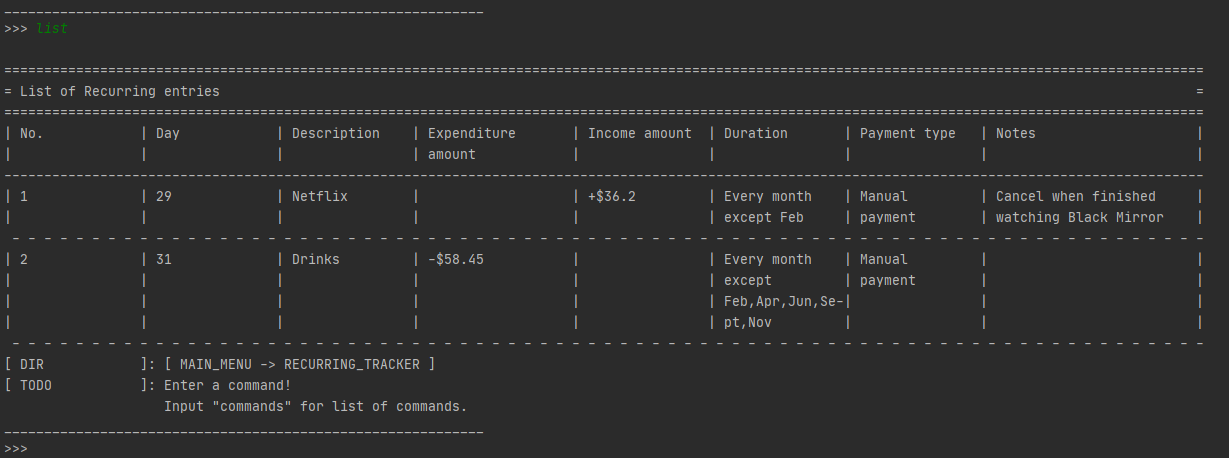 >>> list
= List of Recurring entries =
| No. | Day | Description | Expenditure | Income amount | Duration | Payment type | Notes |
| | | | amount | | | | |
| 1 | 29 | Netflix | | +$36.2 | Every month | Manual | Cancel when finished |
| | | | | | except Feb | payment | watching Black Mirror |
| 2 | 31 | Drinks | -$58.45 | | Every month | Manual | |
| | | | | | except | payment | |
| | | | | | Feb,Apr,Jun,Se-| | |
| | | | | | pt,Nov | | |
[ DIR ]: [ MAIN_MENU -> RECURRING_TRACKER ]
[ TODO ]: Enter a command!
Input "commands" for list of commands.
>>>